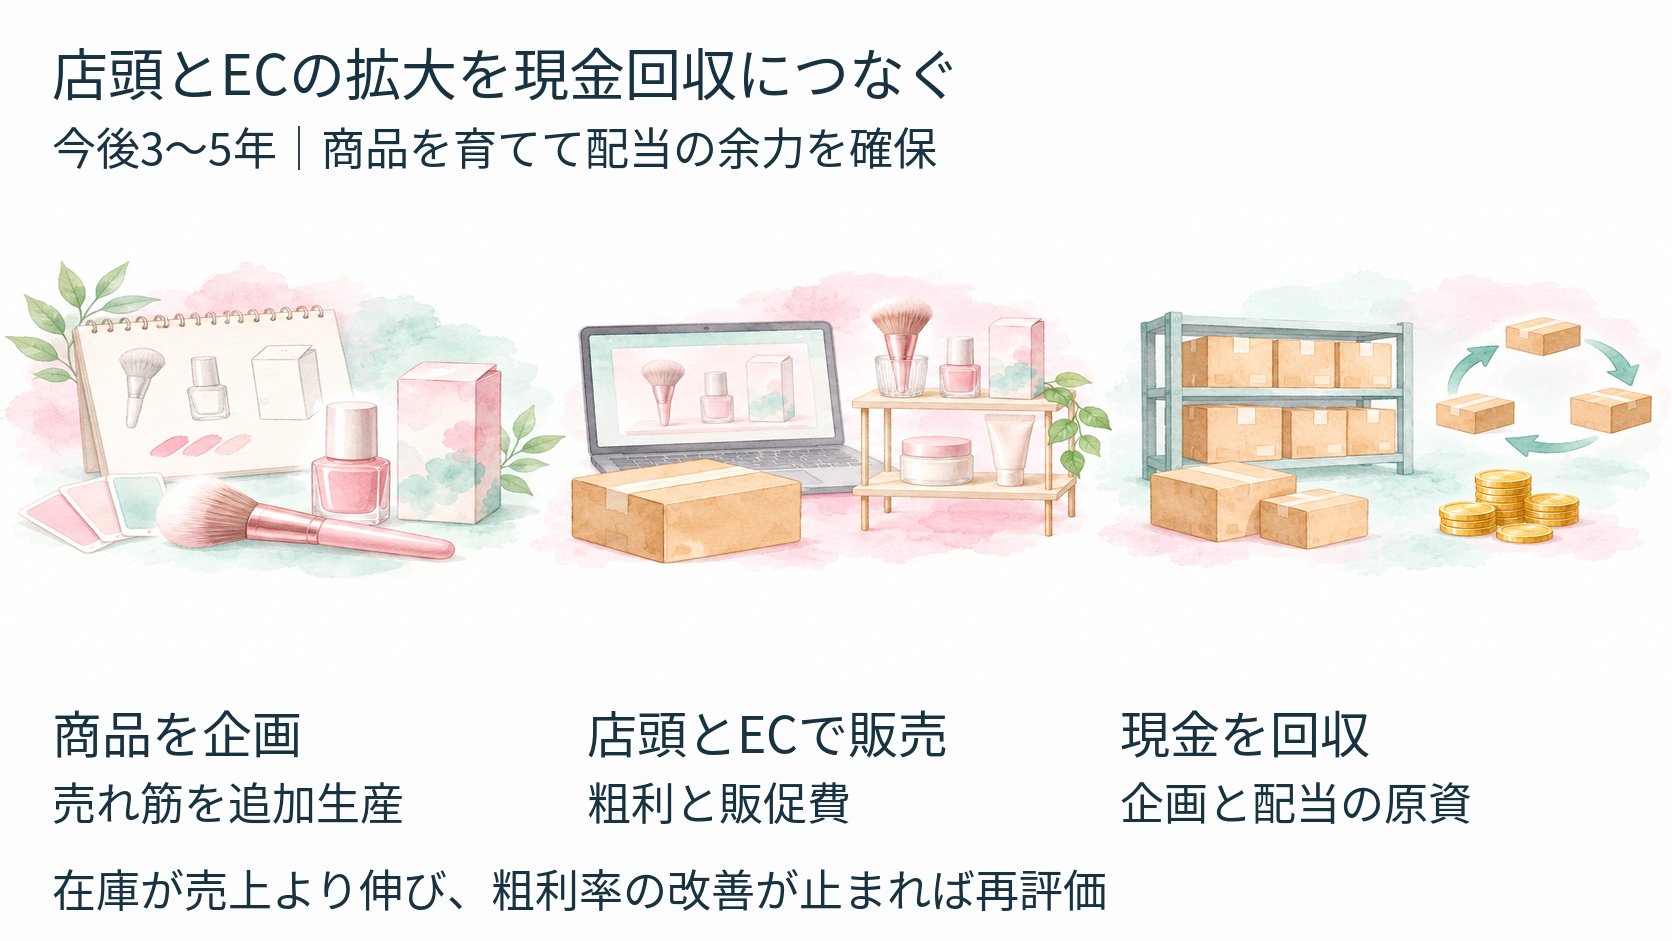 店頭とECの拡大を現金回収につなぐ
今後3〜5年｜商品を育てて配当の余力を確保
商品を企画
売れ筋を追加生産
店頭とECで販売
粗利と販促費
現金を回収
企画と配当の原資
在庫が売上より伸び、粗利率の改善が止まれば再評価